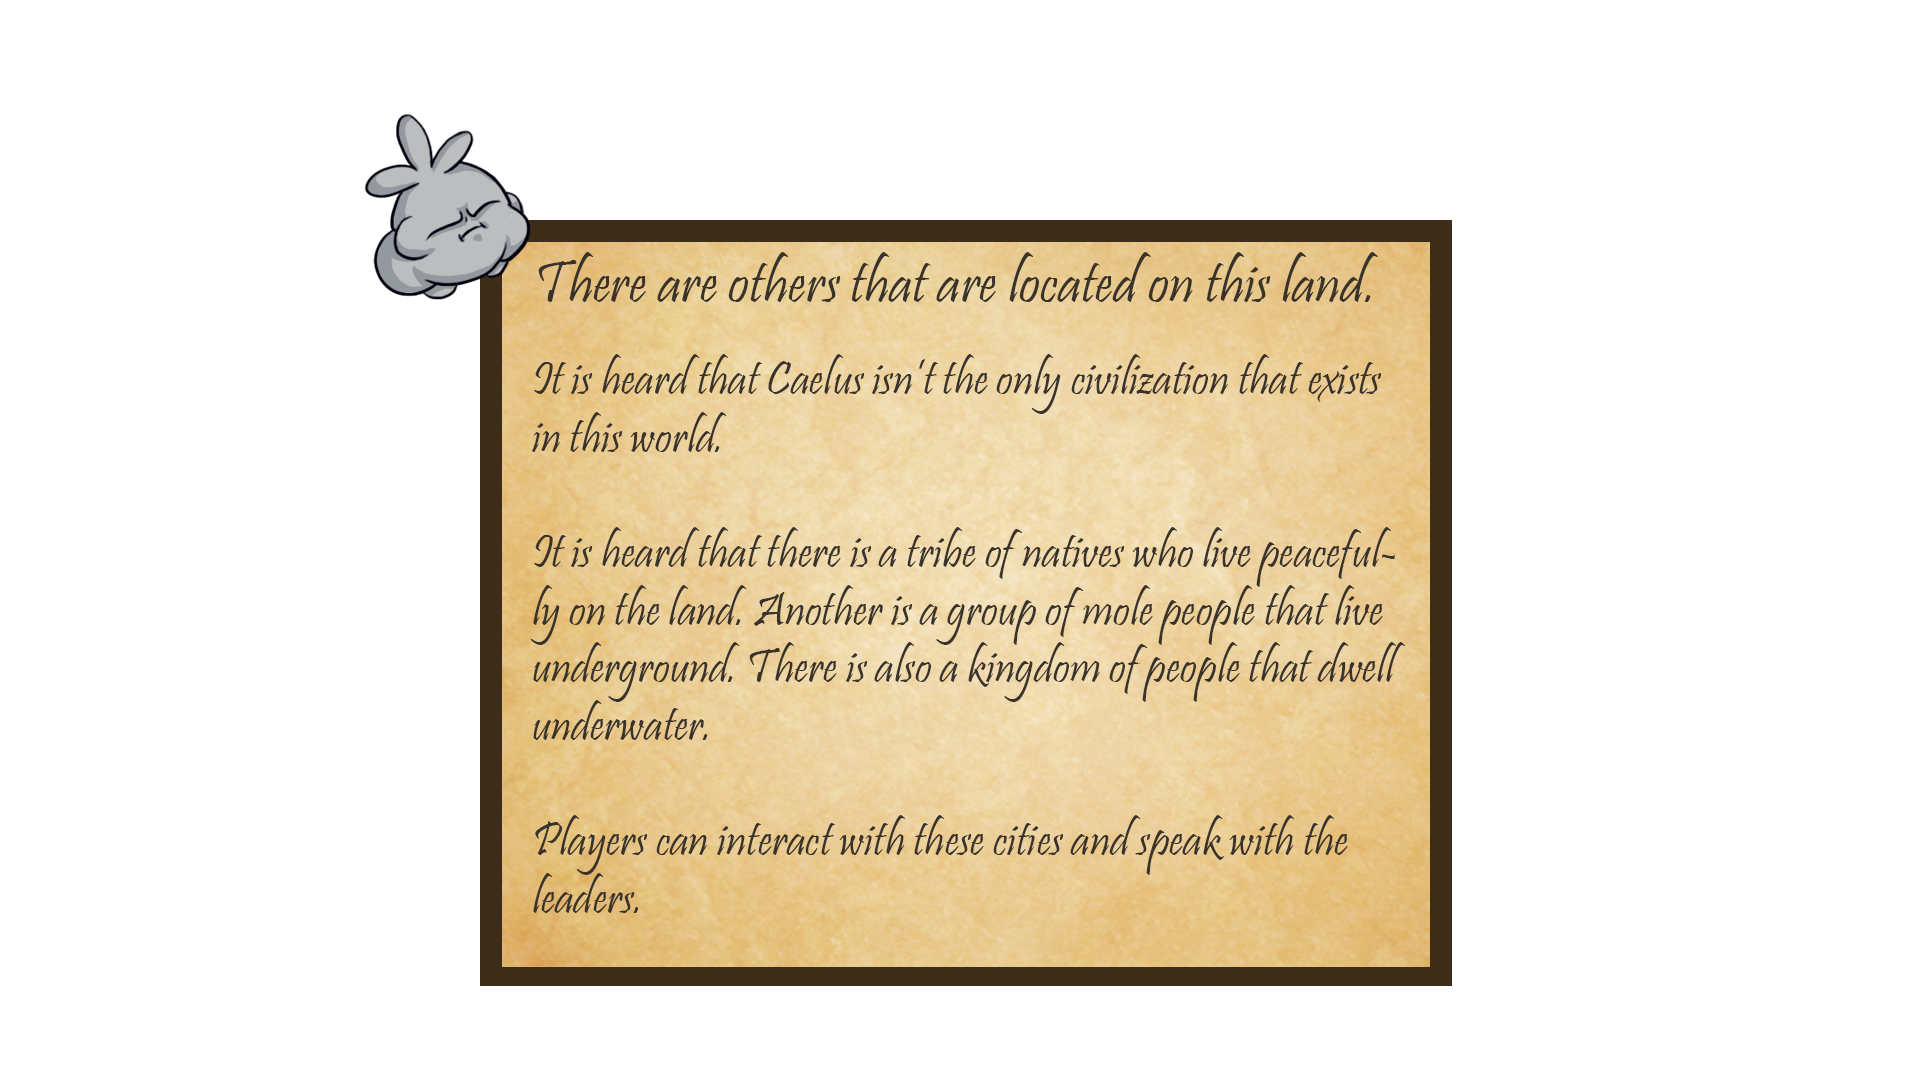 There are others that are located on this land.
It is heard that Caelus isn't the only civilization that exists
in this world.
It is heard that there is a tribe of natives who live peaceful-
ly on the land. Another is a group of mole people that live
underground. There is also a kingdom of people that dwell
underwater.
Players can interact with these cities and speak with the
leaders.